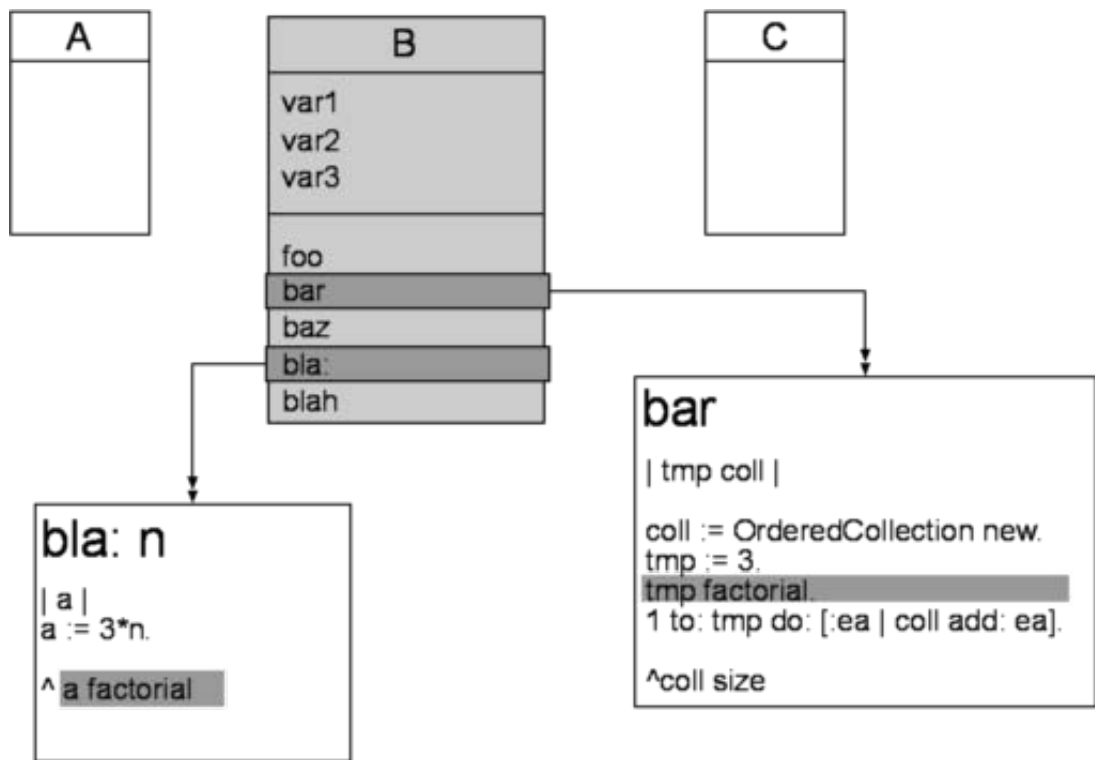 A
B
C
var1
var2
var3
foo
bar
baz
bla:
blah
bla: n
| a |
a := 3*n.
^ a factorial
bar
| tmp coll |
coll := OrderedCollection new.
tmp := 3.
tmp factorial.
1 to: tmp do: [:ea | coll add: ea].
^coll size